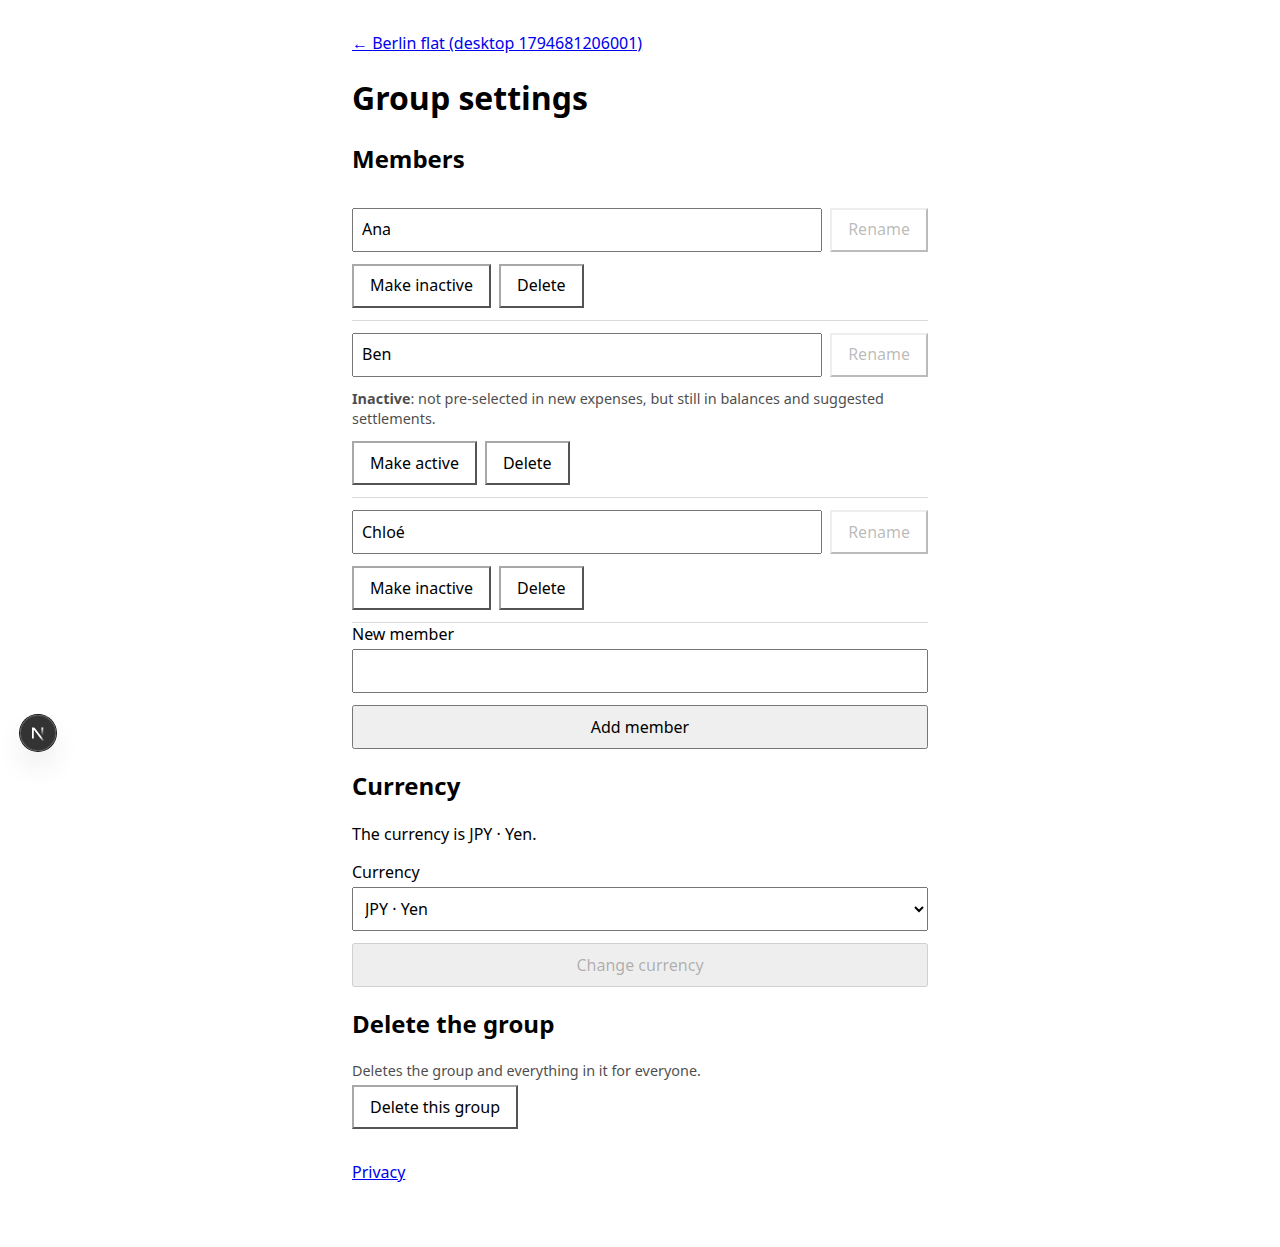 ← Berlin flat (desktop 1794681206001)
Group settings
Members
Ana
Rename
Make inactive
Delete
Ben
Rename
Inactive: not pre-selected in new expenses, but still in balances and suggested
settlements.
Make active
Delete
Chloé
Rename
Make inactive
Delete
New member
Add member
Currency
The currency is JPY · Yen.
Currency
JPY · Yen
Change currency
Delete the group
Deletes the group and everything in it for everyone.
Delete this group
Privacy
N